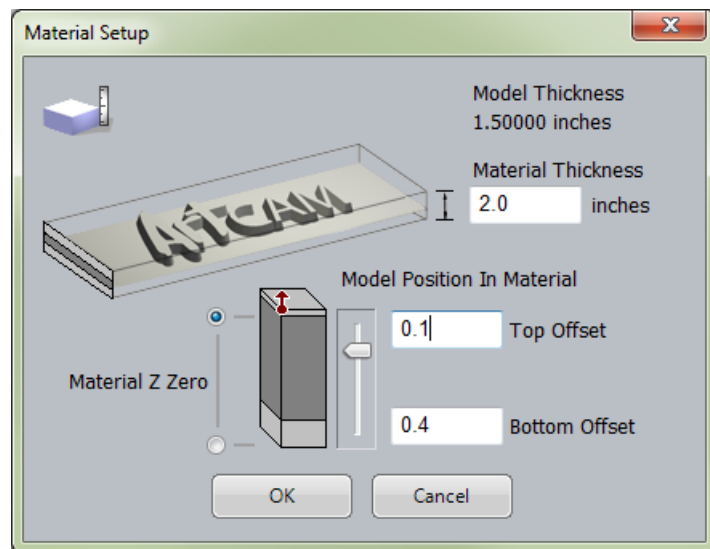 Material Setup
Model Thickness
1.50000 inches
Material Thickness
2.0 inches
ArtCAM
Model Position In Material
0.1 Top Offset
Material Z Zero
0.4 Bottom Offset
OK Cancel